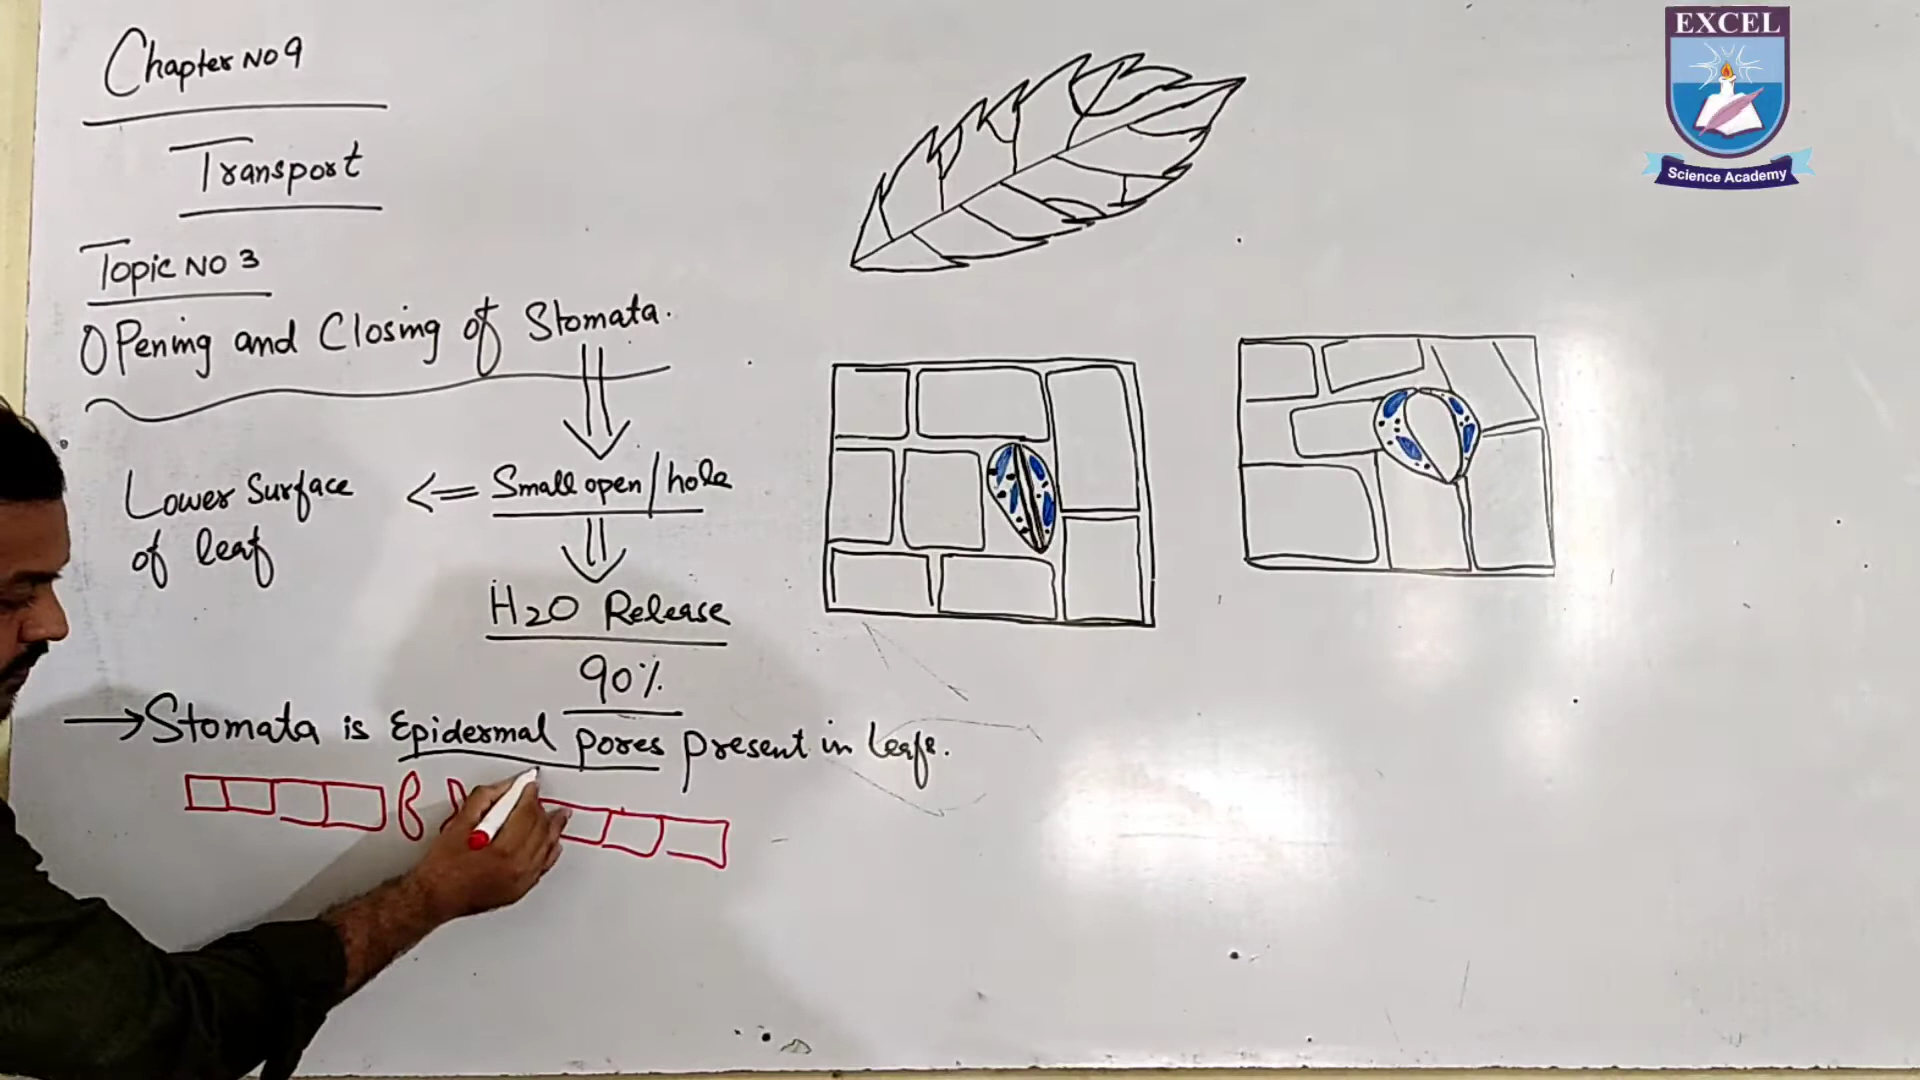 Chapter NO 9
Transport
Topic NO 3
Opening and Closing of Stomata.
Small open/hole
Lower Surface
of leaf
H2O Release
90%
Stomata is Epidermal pores present in leafs.
EXCEL
Science Academy